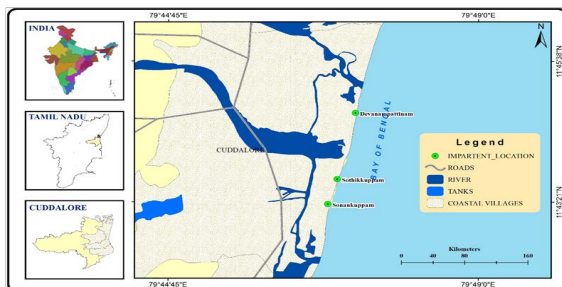 79°44'45"E
79°49'0"E
INDIA
TAMIL NADU
CUDDALORE
N
11°45'38"N
11°43'21"N
Devanampattinam
BAY OF BENGAL
CUDDALORE
Sothikkuppam
Sonankuppam
Legend
IMPARTENT_LOCATION
ROADS
RIVER
TANKS
COASTAL VILLAGES
Kilometers
0 40 80 160
79°44'45"E
79°49'0"E